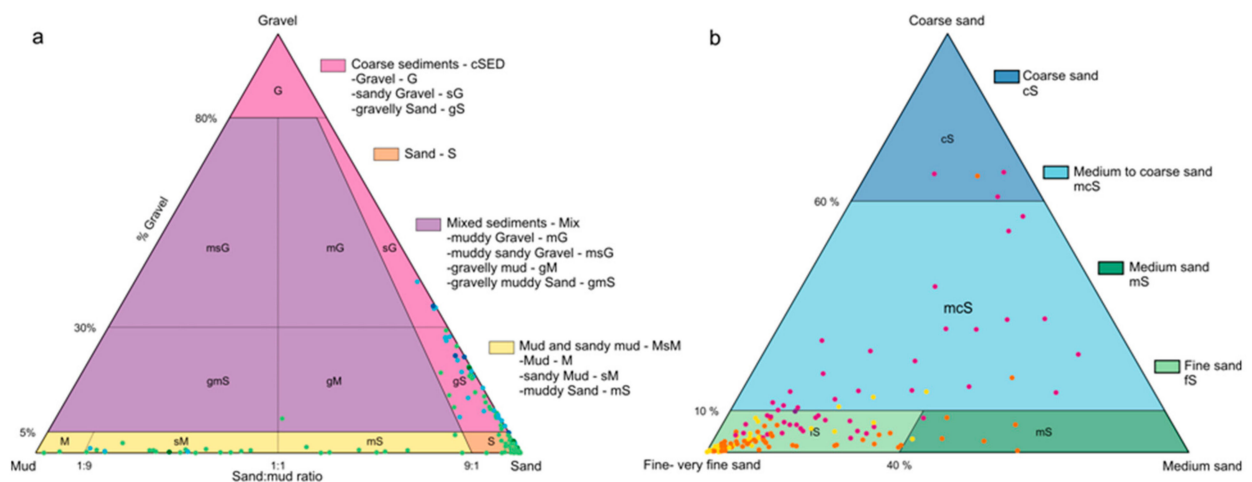 a
Gravel
G
Coarse sediments - cSED
-Gravel - G
-sandy Gravel - sG
-gravelly Sand - gS
80%
Sand - S
% Gravel
Mixed sediments - Mix
-muddy Gravel - mG
-muddy sandy Gravel - msG
-gravelly mud - gM
-gravelly muddy Sand - gmS
msG
mG
sG
30%
Mud and sandy mud - MsM
-Mud - M
-sandy Mud - sM
-muddy Sand - mS
gmS
gM
gS
5%
M
sM
mS
S
Mud
1:9
1:1
9:1
Sand
Sand:mud ratio
b
Coarse sand
Coarse sand
cS
cS
Medium to coarse sand
mcS
60 %
Medium sand
mS
mcS
Fine sand
fS
10 %
mS
Fine- very fine sand
40 %
Medium sand